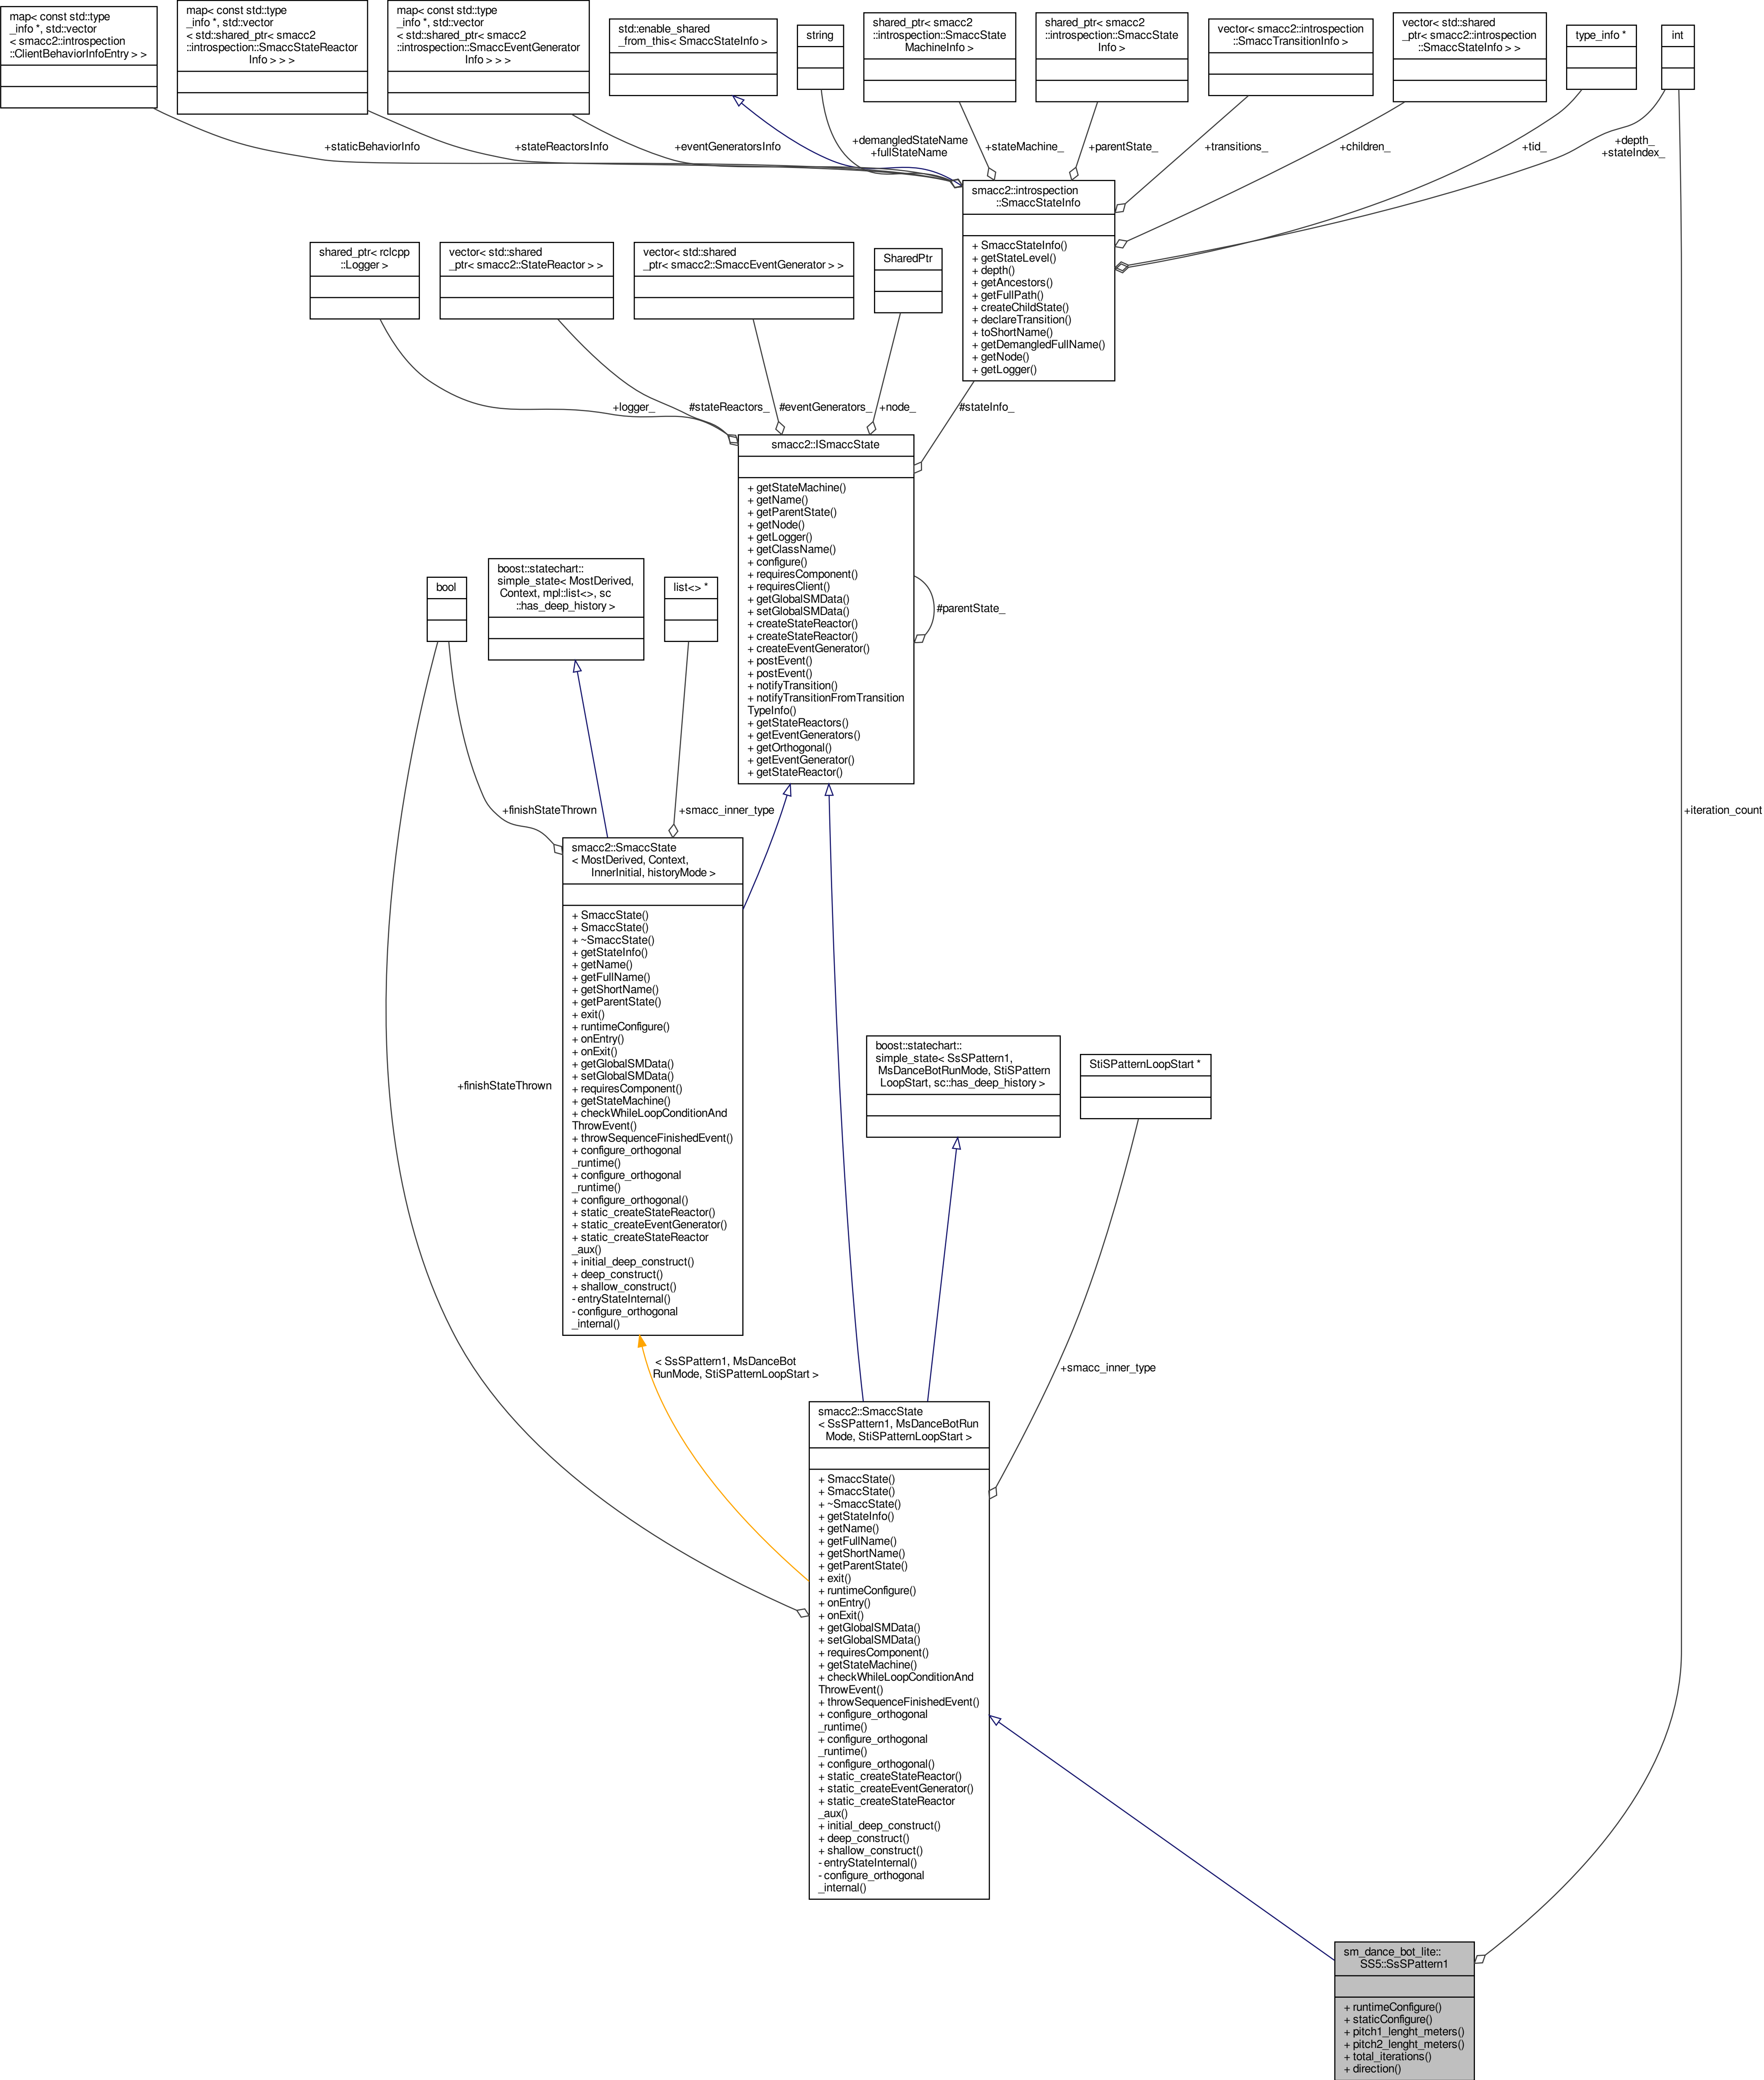 map< const std::type
_info *, std::vector
< smacc2::introspection
::ClientBehaviorInfoEntry > >
map< const std::type
_info *, std::vector
< std::shared_ptr< smacc2
::introspection::SmaccStateReactor
Info > > >
map< const std::type
_info *, std::vector
< std::shared_ptr< smacc2
::introspection::SmaccEventGenerator
Info > > >
std::enable_shared
_from_this< SmaccStateInfo >
string
shared_ptr< smacc2
::introspection::SmaccState
MachineInfo >
shared_ptr< smacc2
::introspection::SmaccState
Info >
vector< smacc2::introspection
::SmaccTransitionInfo >
vector< std::shared
_ptr< smacc2::introspection
::SmaccStateInfo > >
type_info *
int
+staticBehaviorInfo
+stateReactorsInfo
+eventGeneratorsInfo
+demangledStateName
+fullStateName
+stateMachine_
+parentState_
+transitions_
+children_
+tid_
+depth_
+stateIndex_
smacc2::introspection
::SmaccStateInfo
+ SmaccStateInfo()
+ getStateLevel()
+ depth()
+ getAncestors()
+ getFullPath()
+ createChildState()
+ declareTransition()
+ toShortName()
+ getDemangledFullName()
+ getNode()
+ getLogger()
shared_ptr< rclcpp
::Logger >
vector< std::shared
_ptr< smacc2::StateReactor > >
vector< std::shared
_ptr< smacc2::SmaccEventGenerator > >
SharedPtr
+logger_
#stateReactors_
#eventGenerators_
+node_
#stateInfo_
smacc2::ISmaccState
+ getStateMachine()
+ getName()
+ getParentState()
+ getNode()
+ getLogger()
+ getClassName()
+ configure()
+ requiresComponent()
+ requiresClient()
+ getGlobalSMData()
+ setGlobalSMData()
+ createStateReactor()
+ createStateReactor()
+ createEventGenerator()
+ postEvent()
+ postEvent()
+ notifyTransition()
+ notifyTransitionFromTransition
TypeInfo()
+ getStateReactors()
+ getEventGenerators()
+ getOrthogonal()
+ getEventGenerator()
+ getStateReactor()
#parentState_
bool
boost::statechart::
simple_state< MostDerived,
Context, mpl::list<>, sc
::has_deep_history >
list<> *
+finishStateThrown
+smacc_inner_type
+iteration_count
smacc2::SmaccState
< MostDerived, Context,
InnerInitial, historyMode >
+ SmaccState()
+ SmaccState()
+ ~SmaccState()
+ getStateInfo()
+ getName()
+ getFullName()
+ getShortName()
+ getParentState()
+ exit()
+ runtimeConfigure()
+ onEntry()
+ onExit()
+ getGlobalSMData()
+ setGlobalSMData()
+ requiresComponent()
+ getStateMachine()
+ checkWhileLoopConditionAnd
ThrowEvent()
+ throwSequenceFinishedEvent()
+ configure_orthogonal
_runtime()
+ configure_orthogonal
_runtime()
+ configure_orthogonal()
+ static_createStateReactor()
+ static_createEventGenerator()
+ static_createStateReactor
_aux()
+ initial_deep_construct()
+ deep_construct()
+ shallow_construct()
- entryStateInternal()
- configure_orthogonal
_internal()
+finishStateThrown
boost::statechart::
simple_state< SsSPattern1,
MsDanceBotRunMode, StiSPattern
LoopStart, sc::has_deep_history >
StiSPatternLoopStart *
< SsSPattern1, MsDanceBot
RunMode, StiSPatternLoopStart >
+smacc_inner_type
smacc2::SmaccState
< SsSPattern1, MsDanceBotRun
Mode, StiSPatternLoopStart >
+ SmaccState()
+ SmaccState()
+ ~SmaccState()
+ getStateInfo()
+ getName()
+ getFullName()
+ getShortName()
+ getParentState()
+ exit()
+ runtimeConfigure()
+ onEntry()
+ onExit()
+ getGlobalSMData()
+ setGlobalSMData()
+ requiresComponent()
+ getStateMachine()
+ checkWhileLoopConditionAnd
ThrowEvent()
+ throwSequenceFinishedEvent()
+ configure_orthogonal
_runtime()
+ configure_orthogonal
_runtime()
+ configure_orthogonal()
+ static_createStateReactor()
+ static_createEventGenerator()
+ static_createStateReactor
_aux()
+ initial_deep_construct()
+ deep_construct()
+ shallow_construct()
- entryStateInternal()
- configure_orthogonal
_internal()
sm_dance_bot_lite::
SS5::SsSPattern1
+ runtimeConfigure()
+ staticConfigure()
+ pitch1_lenght_meters()
+ pitch2_lenght_meters()
+ total_iterations()
+ direction()